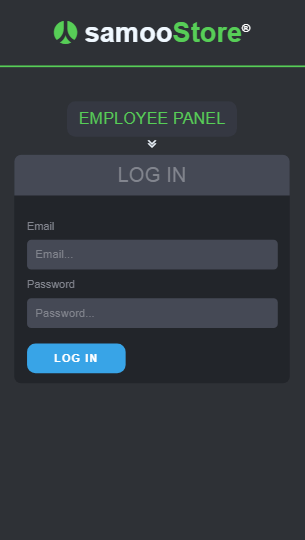 samooStore®
EMPLOYEE PANEL
LOG IN
Email
Email...
Password
Password...
LOG IN